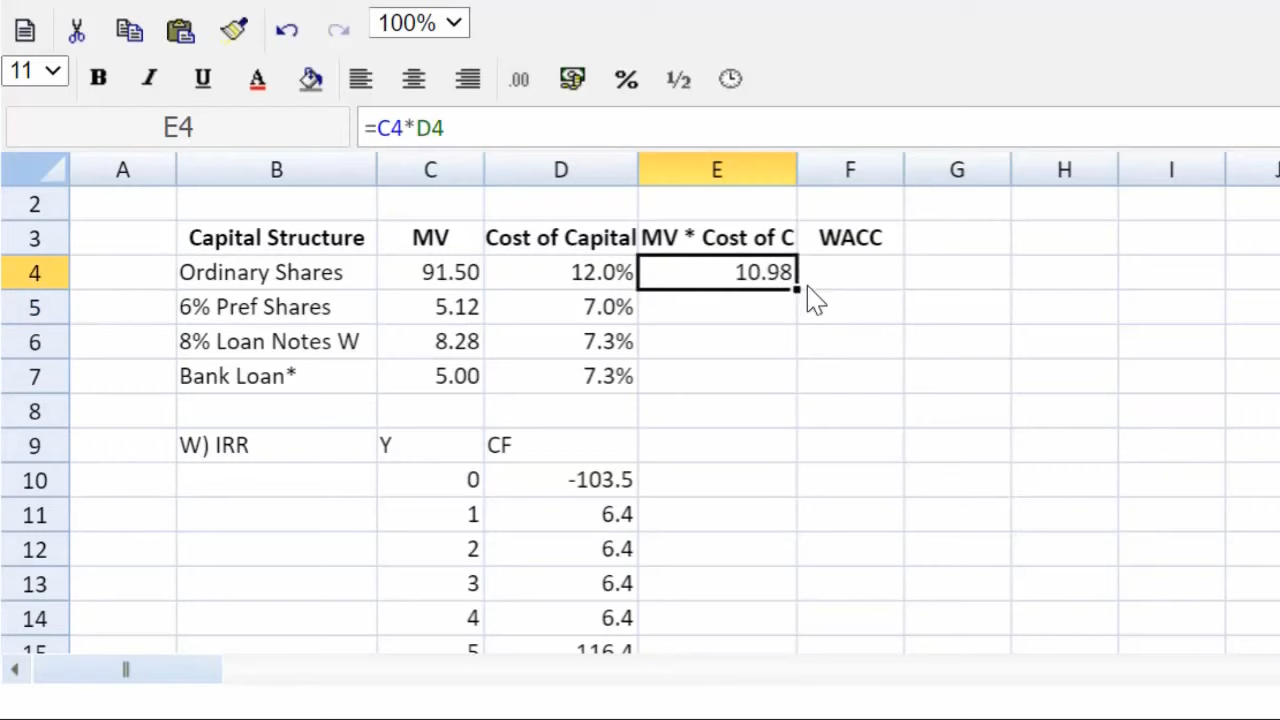 100%
11 B I U A .00 % 1/2
E4 =C4*D4
A B C D E F G H I J
2
3 Capital Structure MV Cost of Capital MV * Cost of C WACC
4 Ordinary Shares 91.50 12.0% 10.98
5 6% Pref Shares 5.12 7.0%
6 8% Loan Notes W 8.28 7.3%
7 Bank Loan* 5.00 7.3%
8
9 W) IRR Y CF
10 0 -103.5
11 1 6.4
12 2 6.4
13 3 6.4
14 4 6.4
15 5 116.4